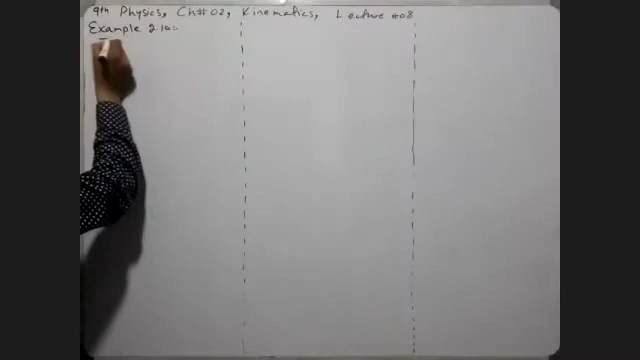 9th Physics, Ch# 02, Kinematics, Lecture #08
Example 2.10: